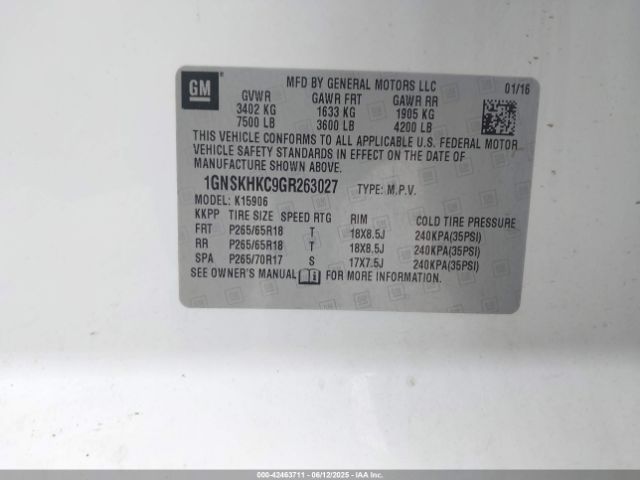 GM
MFD BY GENERAL MOTORS LLC 01/16
GVWR GAWR FRT GAWR RR
3402 KG 1633 KG 1905 KG
7500 LB 3600 LB 4200 LB
THIS VEHICLE CONFORMS TO ALL APPLICABLE U.S. FEDERAL MOTOR
VEHICLE SAFETY STANDARDS IN EFFECT ON THE DATE OF
MANUFACTURE SHOWN ABOVE.
1GNSKHKC9GR263027 TYPE: M.P.V.
MODEL: K15906
KKPP TIRE SIZE SPEED RTG RIM COLD TIRE PRESSURE
FRT P265/65R18 T 18X8.5J 240KPA(35PSI)
RR P265/65R18 T 18X8.5J 240KPA(35PSI)
SPA P265/70R17 S 17X7.5J 240KPA(35PSI)
SEE OWNER'S MANUAL FOR MORE INFORMATION.
000-42463711 - 06/12/2025 - IAA Inc.